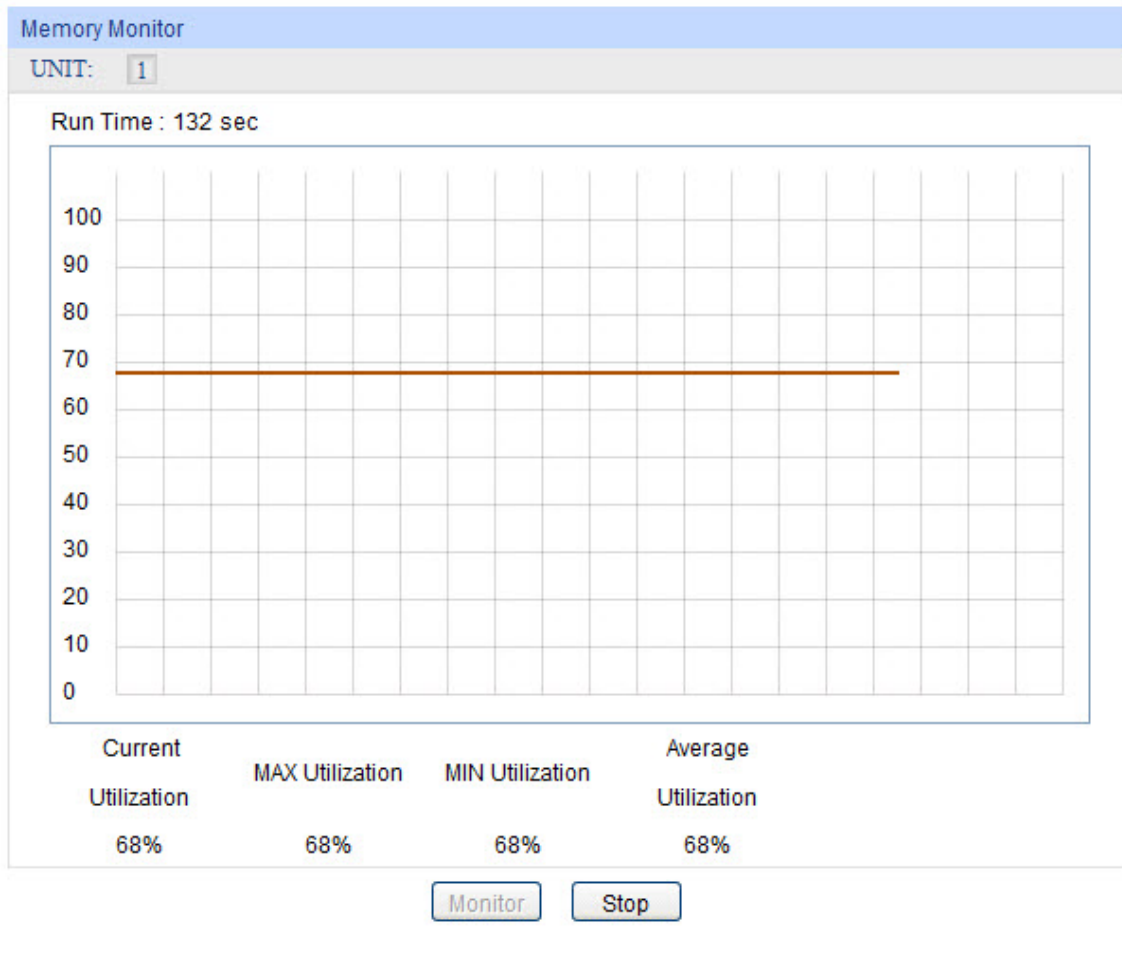 Memory Monitor
UNIT: 1
Run Time : 132 sec
100
90
80
70
60
50
40
30
20
10
0
Current Utilization MAX Utilization MIN Utilization Average Utilization
68% 68% 68% 68%
Monitor Stop